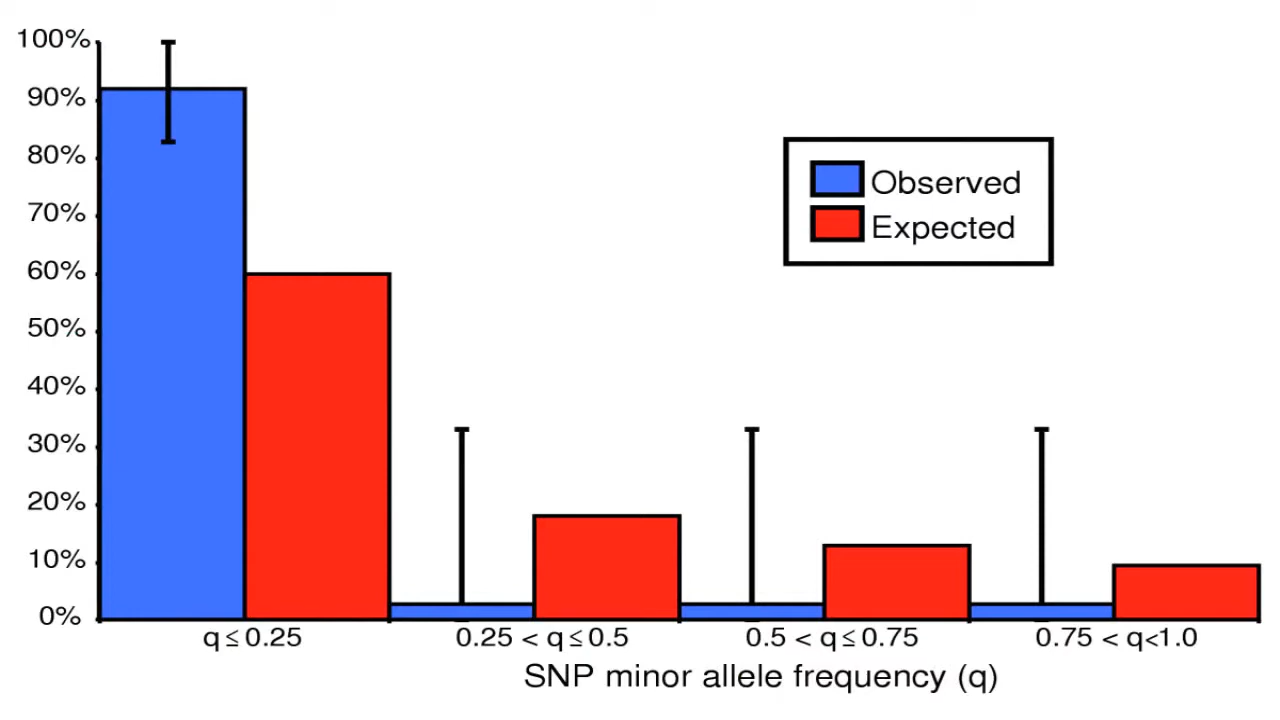 100%
90%
80%
70%
60%
50%
40%
30%
20%
10%
0%
Observed
Expected
q≤0.25
0.25 < q≤0.5
0.5 < q≤0.75
0.75 < q<1.0
SNP minor allele frequency (q)